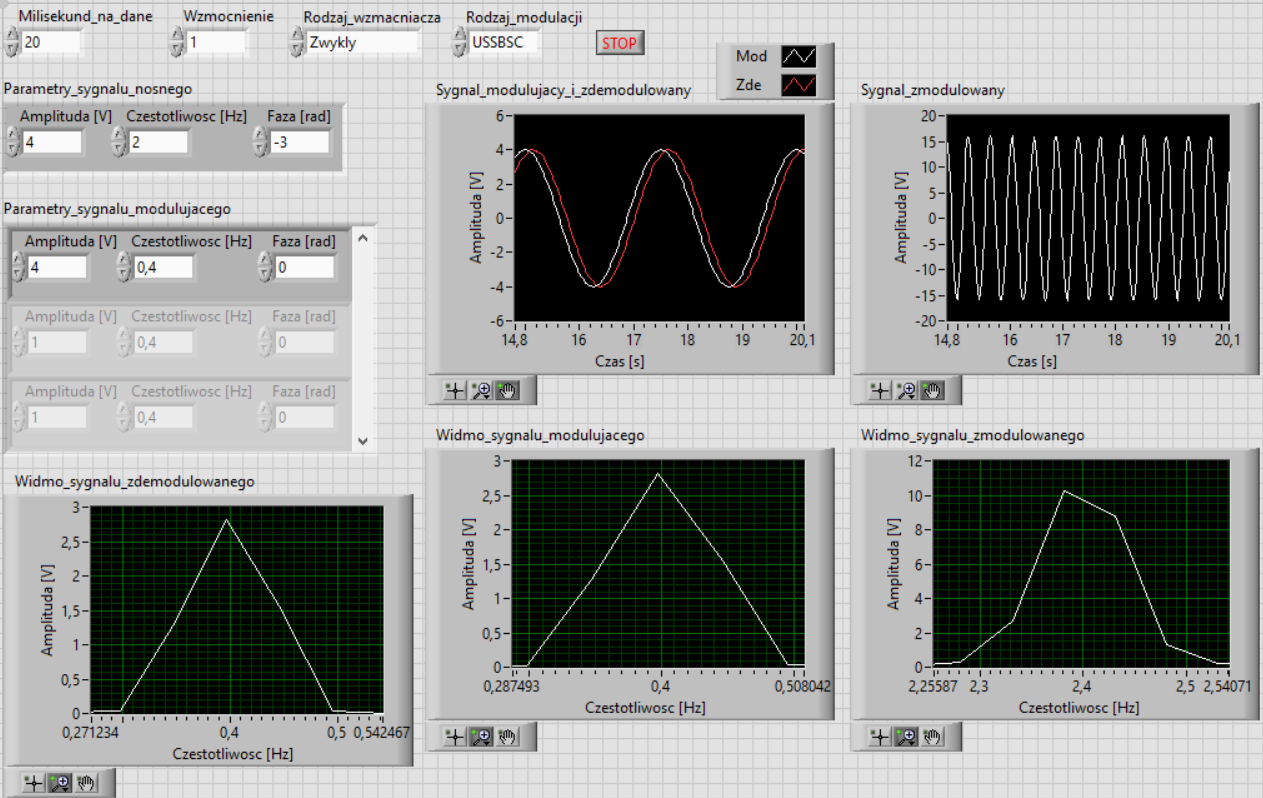 Milisekund_na_dane
20
Wzmocnienie
1
Rodzaj_wzmacniacza
Zwykly
Rodzaj_modulacji
USSBSC
STOP
Mod
Zde
Parametry_sygnalu_nosnego
Amplituda [V] Czestotliwosc [Hz] Faza [rad]
4 2 -3
Parametry_sygnalu_modulujacego
Amplituda [V] Czestotliwosc [Hz] Faza [rad]
4 0,4 0
Amplituda [V] Czestotliwosc [Hz] Faza [rad]
1 0,4 0
Amplituda [V] Czestotliwosc [Hz] Faza [rad]
1 0,4 0
Sygnal_modulujacy_i_zdemodulowany
Amplituda [V]
6
4
2
0
-2
-4
-6
14,8 16 17 18 19 20,1
Czas [s]
Sygnal_zmodulowany
Amplituda [V]
20
15
10
5
0
-5
-10
-15
-20
14,8 16 17 18 19 20,1
Czas [s]
Widmo_sygnalu_zdemodulowanego
Amplituda [V]
3
2,5
2
1,5
1
0,5
0
0,271234 0,4 0,5 0,542467
Czestotliwosc [Hz]
Widmo_sygnalu_modulujacego
Amplituda [V]
3
2,5
2
1,5
1
0,5
0
0,287493 0,4 0,508042
Czestotliwosc [Hz]
Widmo_sygnalu_zmodulowanego
Amplituda [V]
12
10
8
6
4
2
0
2,25587 2,3 2,4 2,5 2,54071
Czestotliwosc [Hz]